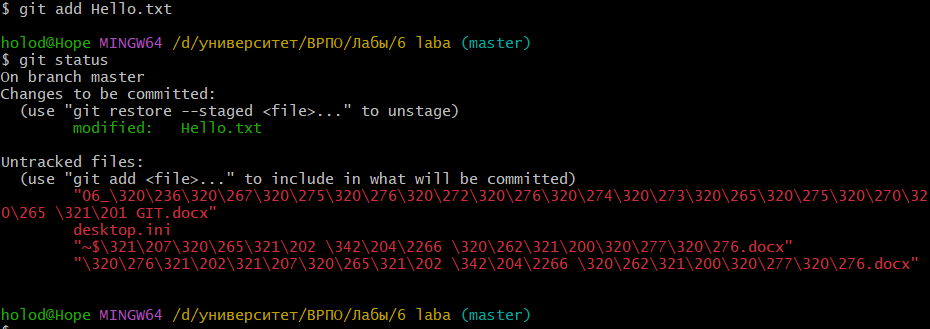 $ git add Hello.txt
holod@Hope MINGW64 /d/университет/ВРПО/Лабы/6 laba (master)
$ git status
On branch master
Changes to be committed:
  (use "git restore --staged <file>..." to unstage)
        modified:   Hello.txt
Untracked files:
  (use "git add <file>..." to include in what will be committed)
        "06_\320\236\320\267\320\275\320\276\320\272\320\276\320\274\320\273\320\265\320\275\320\270\32
0\265 \321\201 GIT.docx"
        desktop.ini
        "~$\321\207\320\265\321\202 \342\204\2266 \320\262\321\200\320\277\320\276.docx"
        "\320\276\321\202\321\207\320\265\321\202 \342\204\2266 \320\262\321\200\320\277\320\276.docx"
holod@Hope MINGW64 /d/университет/ВРПО/Лабы/6 laba (master)
$